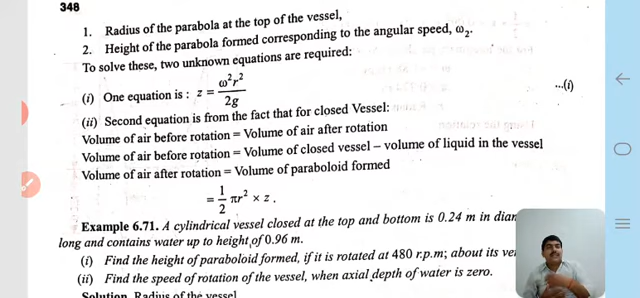 348
1. Radius of the parabola at the top of the vessel,
2. Height of the parabola formed corresponding to the angular speed, ω₂.
To solve these, two unknown equations are required:
(i) One equation is : z = ω²r²/2g ...(i)
(ii) Second equation is from the fact that for closed Vessel:
Volume of air before rotation = Volume of air after rotation
Volume of air before rotation = Volume of closed vessel – volume of liquid in the vessel
Volume of air after rotation = Volume of paraboloid formed
= 1/2 πr² × z.
Example 6.71. A cylindrical vessel closed at the top and bottom is 0.24 m in
long and contains water up to height of 0.96 m.
(i) Find the height of paraboloid formed, if it is rotated at 480 r.p.m; about its
(ii) Find the speed of rotation of the vessel, when axial depth of water is zero.
Solution. Radius of the vessel